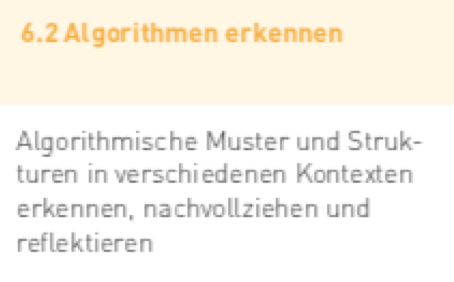 6.2 Algorithmen erkennen
Algorithmische Muster und Struk-
turen in verschiedenen Kontexten
erkennen, nachvollziehen und
reflektieren